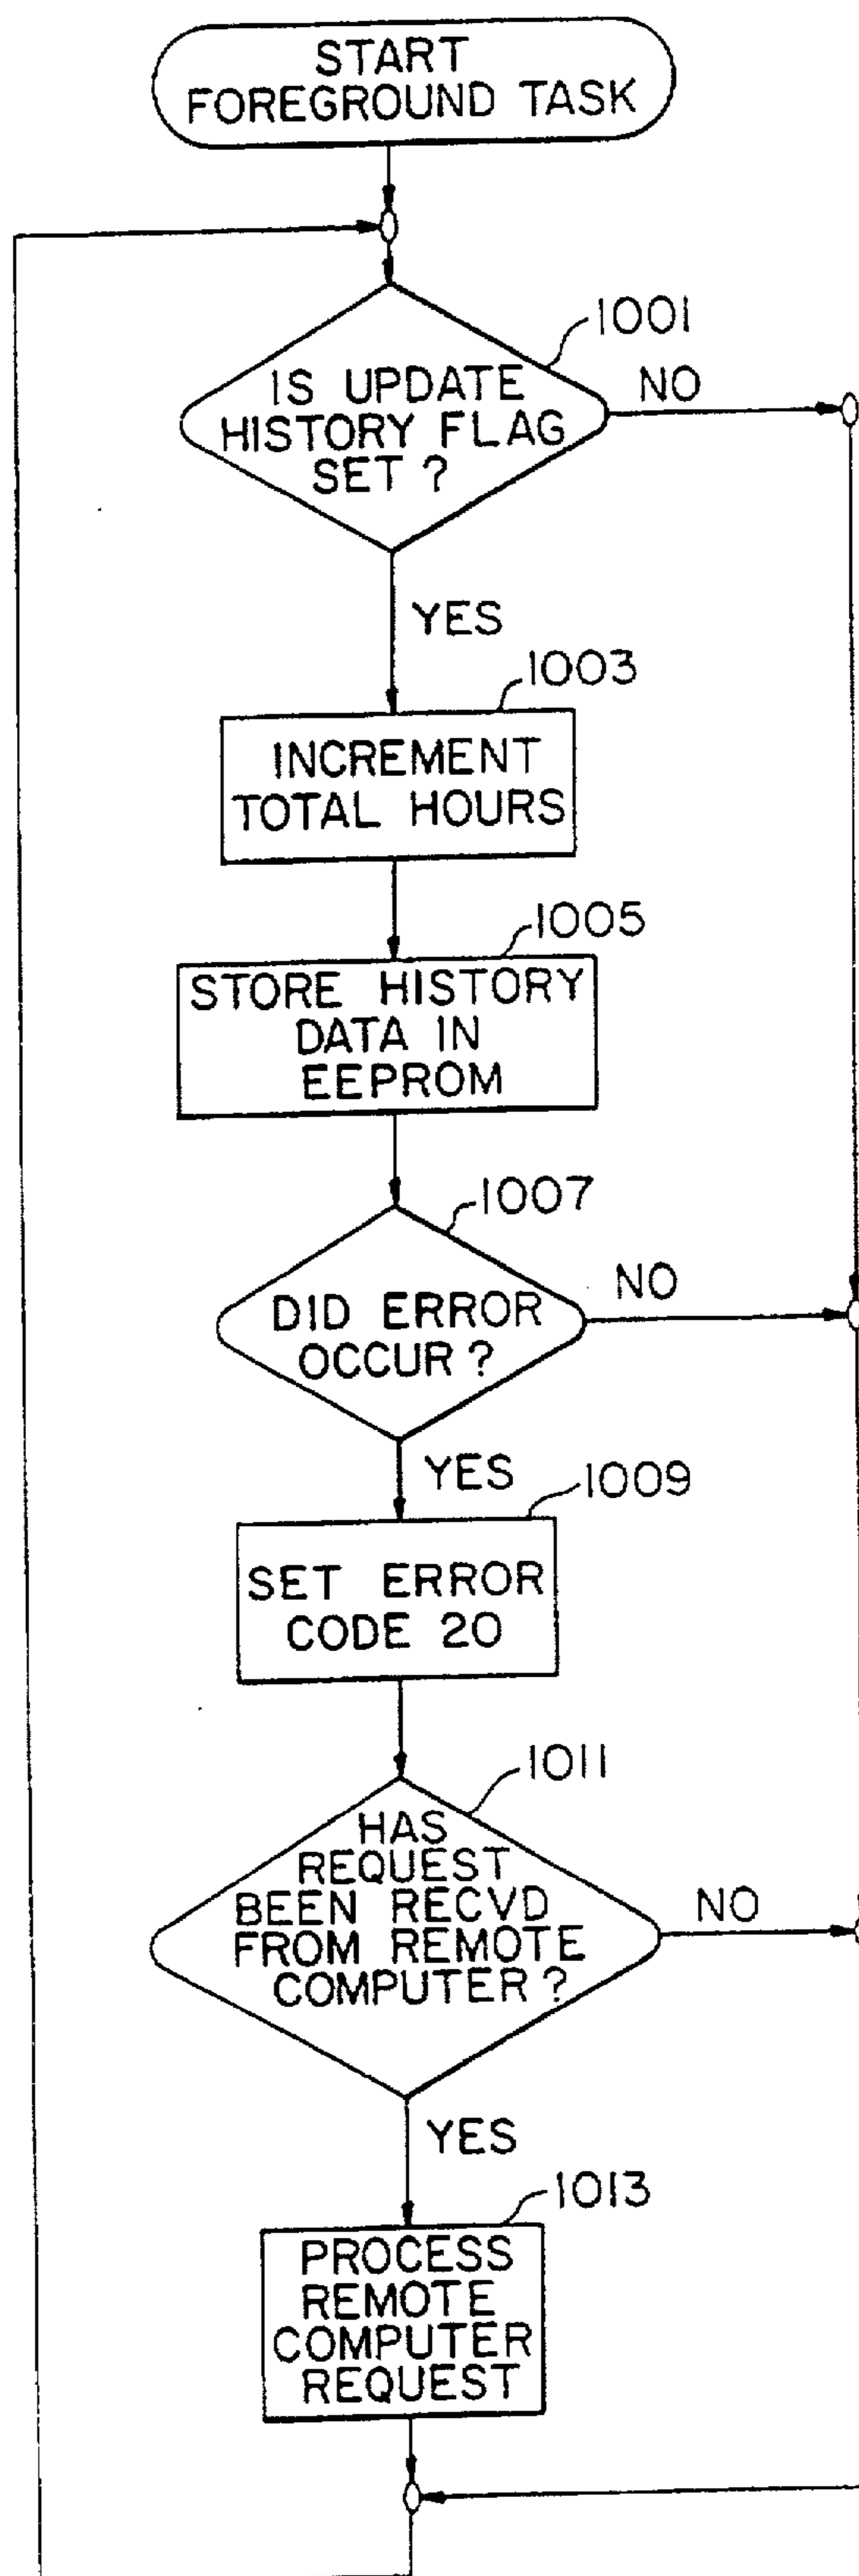 START
FOREGROUND TASK
1001
IS UPDATE
HISTORY FLAG
SET ?
NO
YES
1003
INCREMENT
TOTAL HOURS
1005
STORE HISTORY
DATA IN
EEPROM
1007
DID ERROR
OCCUR ?
NO
YES
1009
SET ERROR
CODE 20
1011
HAS
REQUEST
BEEN RECVD
FROM REMOTE
COMPUTER ?
NO
YES
1013
PROCESS
REMOTE
COMPUTER
REQUEST